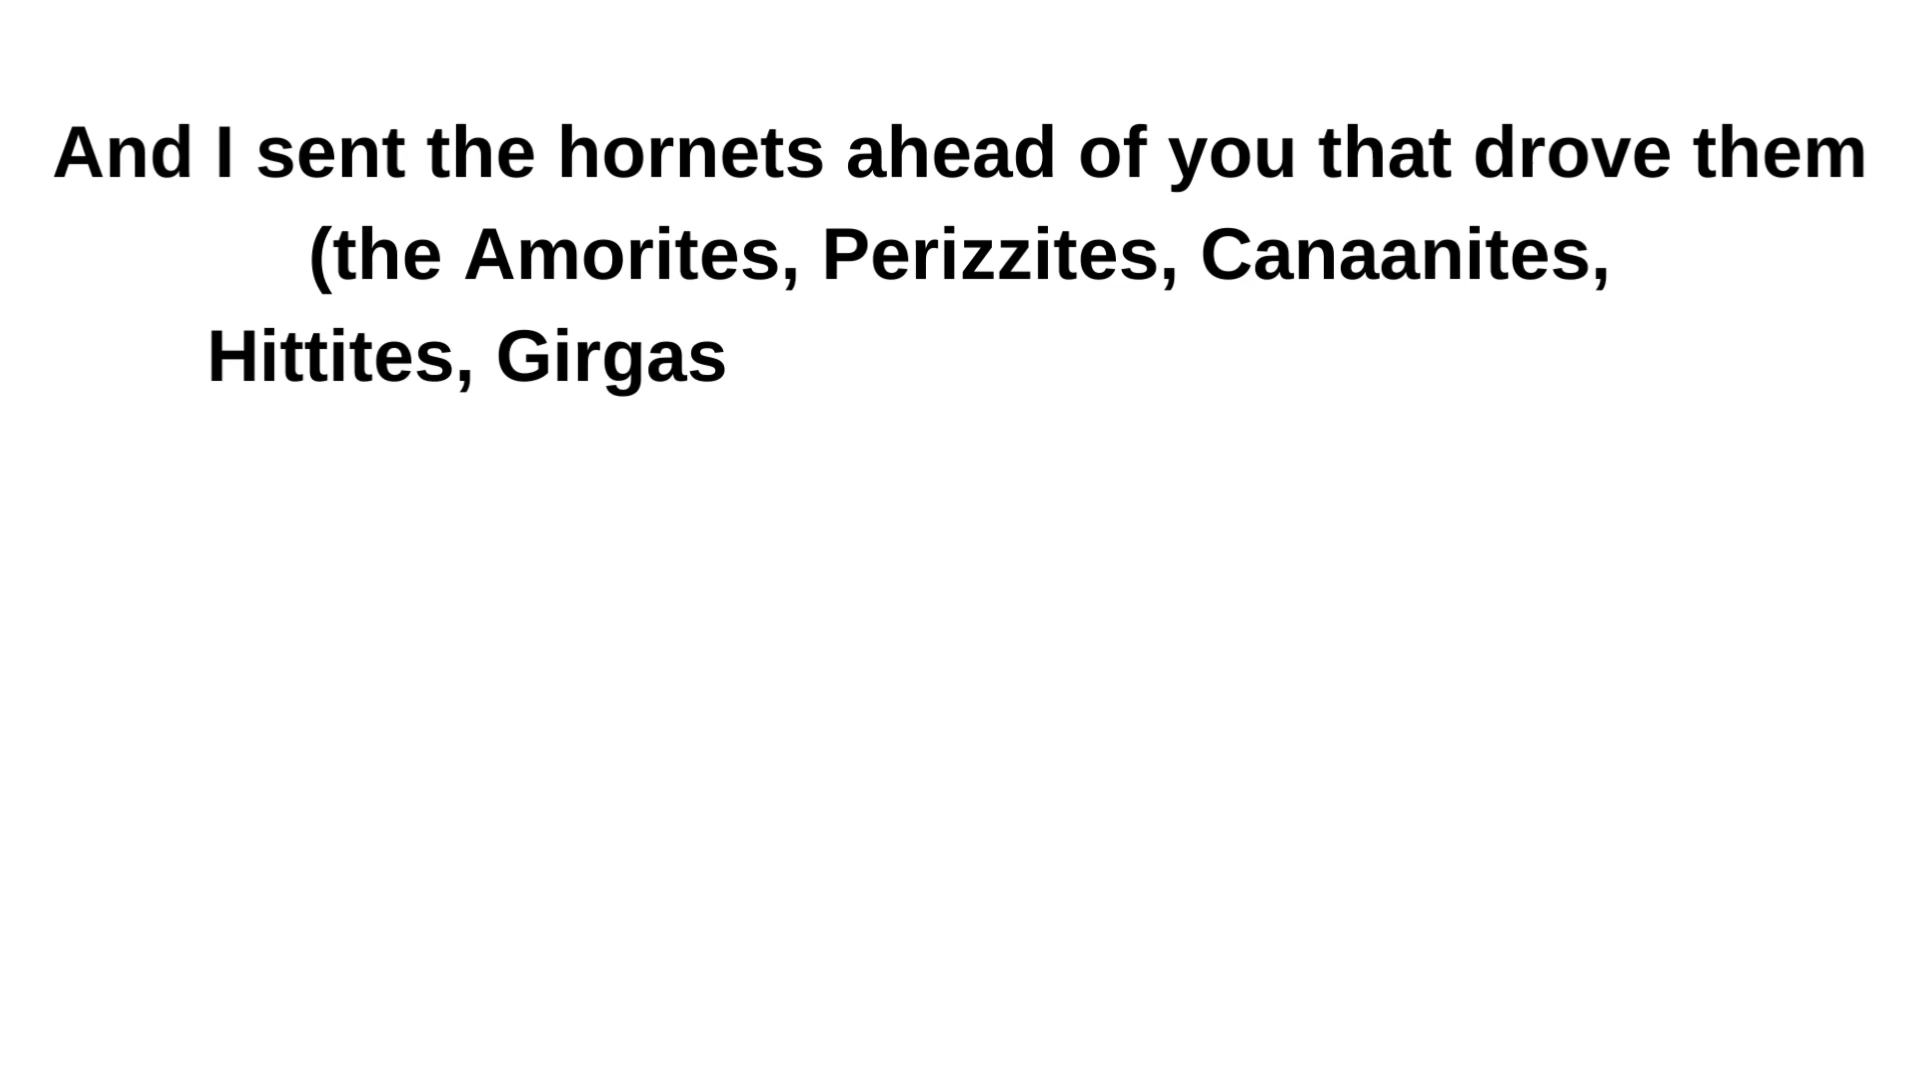 And I sent the hornets ahead of you that drove them
(the Amorites, Perizzites, Canaanites,
Hittites, Girgas